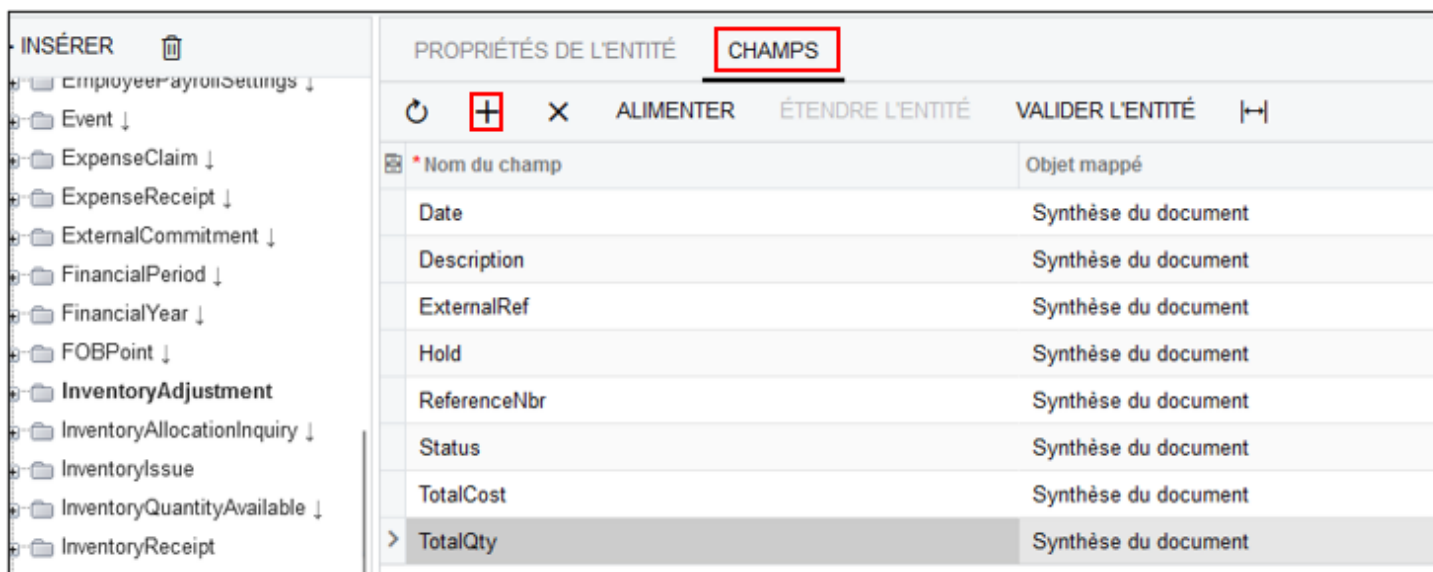 INSÉRER
EmployeePayrollSettings ↓
Event ↓
ExpenseClaim ↓
ExpenseReceipt ↓
ExternalCommitment ↓
FinancialPeriod ↓
FinancialYear ↓
FOBPoint ↓
InventoryAdjustment
InventoryAllocationInquiry ↓
InventoryIssue
InventoryQuantityAvailable ↓
InventoryReceipt
PROPRIÉTÉS DE L'ENTITÉ CHAMPS
ALIMENTER ÉTENDRE L'ENTITÉ VALIDER L'ENTITÉ
* Nom du champ Objet mappé
Date Synthèse du document
Description Synthèse du document
ExternalRef Synthèse du document
Hold Synthèse du document
ReferenceNbr Synthèse du document
Status Synthèse du document
TotalCost Synthèse du document
TotalQty Synthèse du document